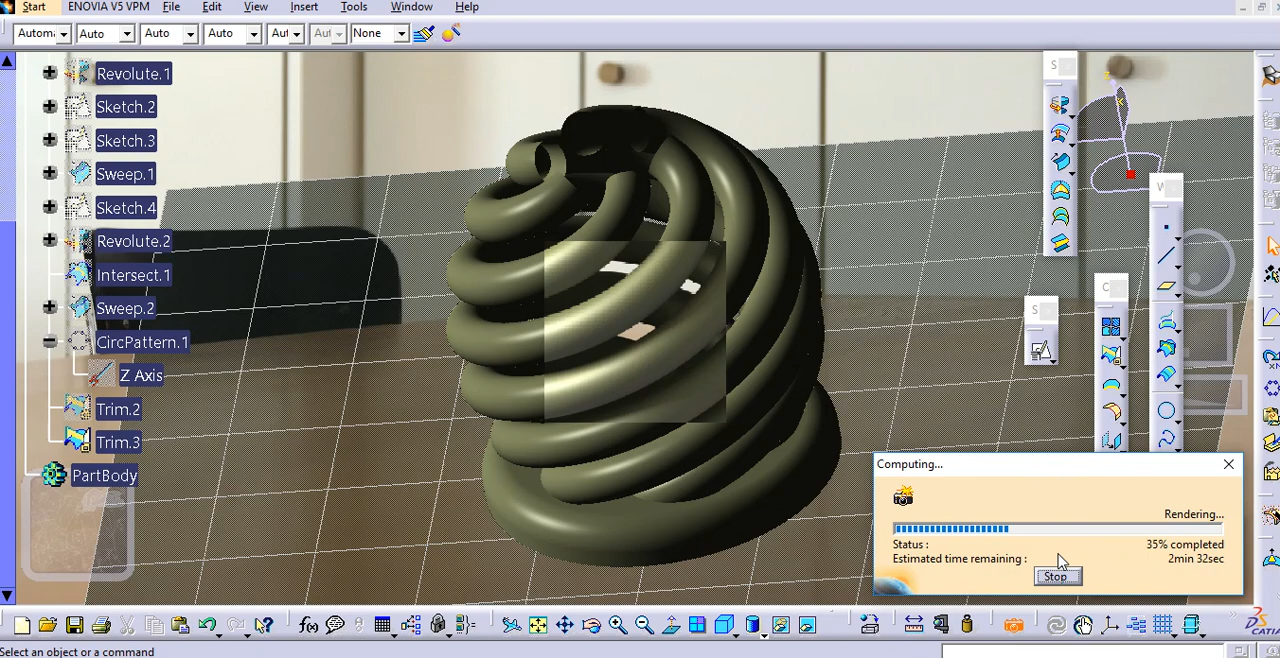 Start ENOVIA V5 VPM File Edit View Insert Tools Window Help
Autom Auto Auto Auto Aut Aut None
Revolute.1
Sketch.2
Sketch.3
Sweep.1
Sketch.4
Revolute.2
Intersect.1
Sweep.2
CircPattern.1
Z Axis
Trim.2
Trim.3
PartBody
S
W
C
S
z
Computing...
Rendering...
Status : 35% completed
Estimated time remaining : 2min 32sec
Stop
f(x)
CATIA
Select an object or a command